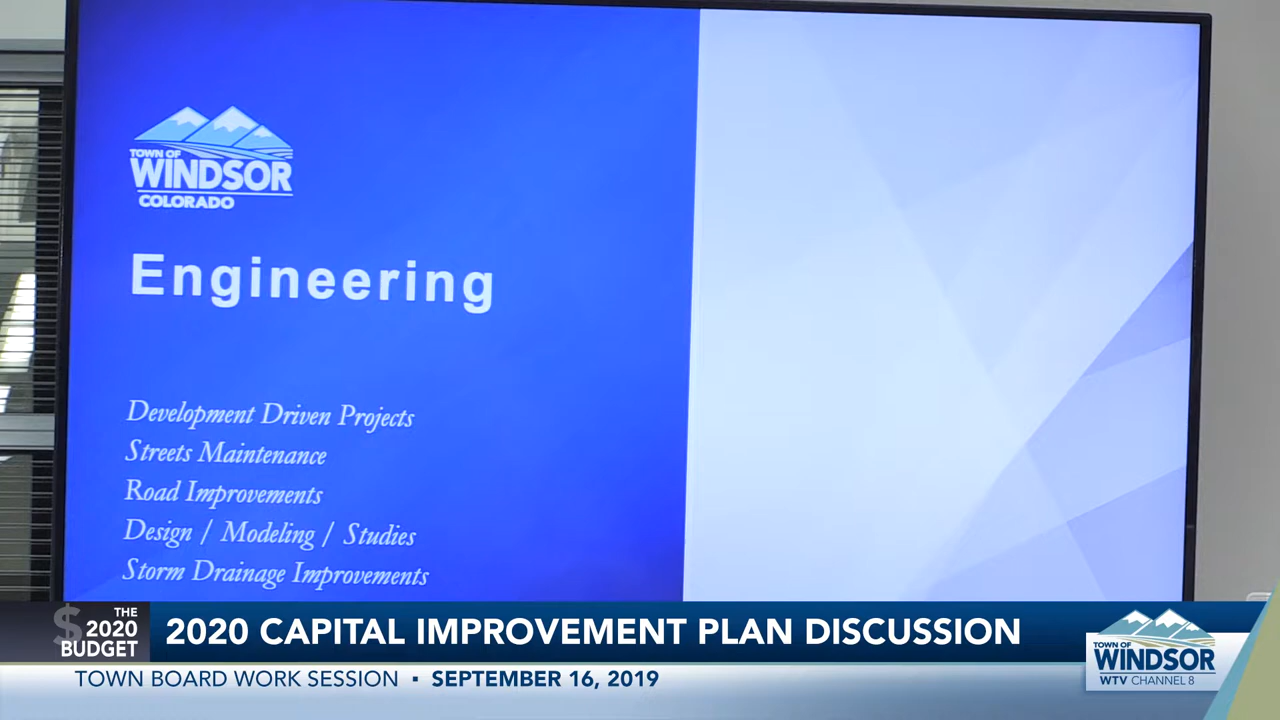 TOWN OF
WINDSOR
COLORADO
Engineering
Development Driven Projects
Streets Maintenance
Road Improvements
Design / Modeling / Studies
Storm Drainage Improvements
$ THE
2020
BUDGET
2020 CAPITAL IMPROVEMENT PLAN DISCUSSION
TOWN BOARD WORK SESSION ▪ SEPTEMBER 16, 2019
TOWN OF
WINDSOR
WTV CHANNEL 8